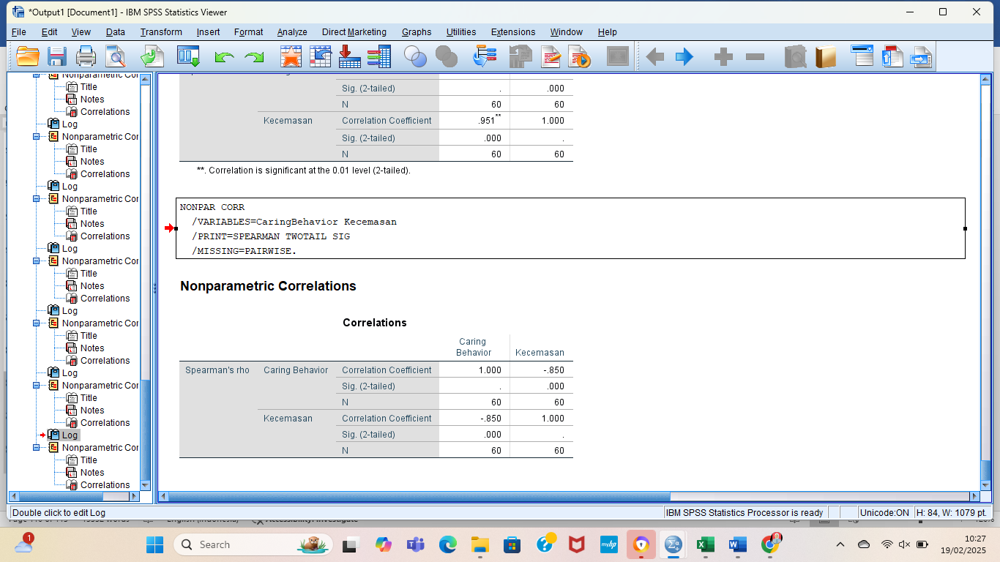 *Output1 [Document1] - IBM SPSS Statistics Viewer
File Edit View Data Transform Insert Format Analyze Direct Marketing Graphs Utilities Extensions Window Help
Nonparametric Cor
Title
Notes
Correlations
Log
Nonparametric Cor
Title
Notes
Correlations
Log
Nonparametric Cor
Title
Notes
Correlations
Log
Nonparametric Cor
Title
Notes
Correlations
Log
Nonparametric Cor
Title
Notes
Correlations
Log
Nonparametric Cor
Title
Notes
Correlations
Log
Nonparametric Cor
Title
Notes
Correlations
Sig. (2-tailed) . .000
N 60 60
Kecemasan Correlation Coefficient .951** 1.000
Sig. (2-tailed) .000 .
N 60 60
**. Correlation is significant at the 0.01 level (2-tailed).
NONPAR CORR
/VARIABLES=CaringBehavior Kecemasan
/PRINT=SPEARMAN TWOTAIL SIG
/MISSING=PAIRWISE.
Nonparametric Correlations
Correlations
Caring
Behavior Kecemasan
Spearman's rho Caring Behavior Correlation Coefficient 1.000 -.850
Sig. (2-tailed) . .000
N 60 60
Kecemasan Correlation Coefficient -.850 1.000
Sig. (2-tailed) .000 .
N 60 60
Double click to edit Log IBM SPSS Statistics Processor is ready Unicode:ON H: 84, W: 1079 pt.
1
Search
myhp
10:27
19/02/2025